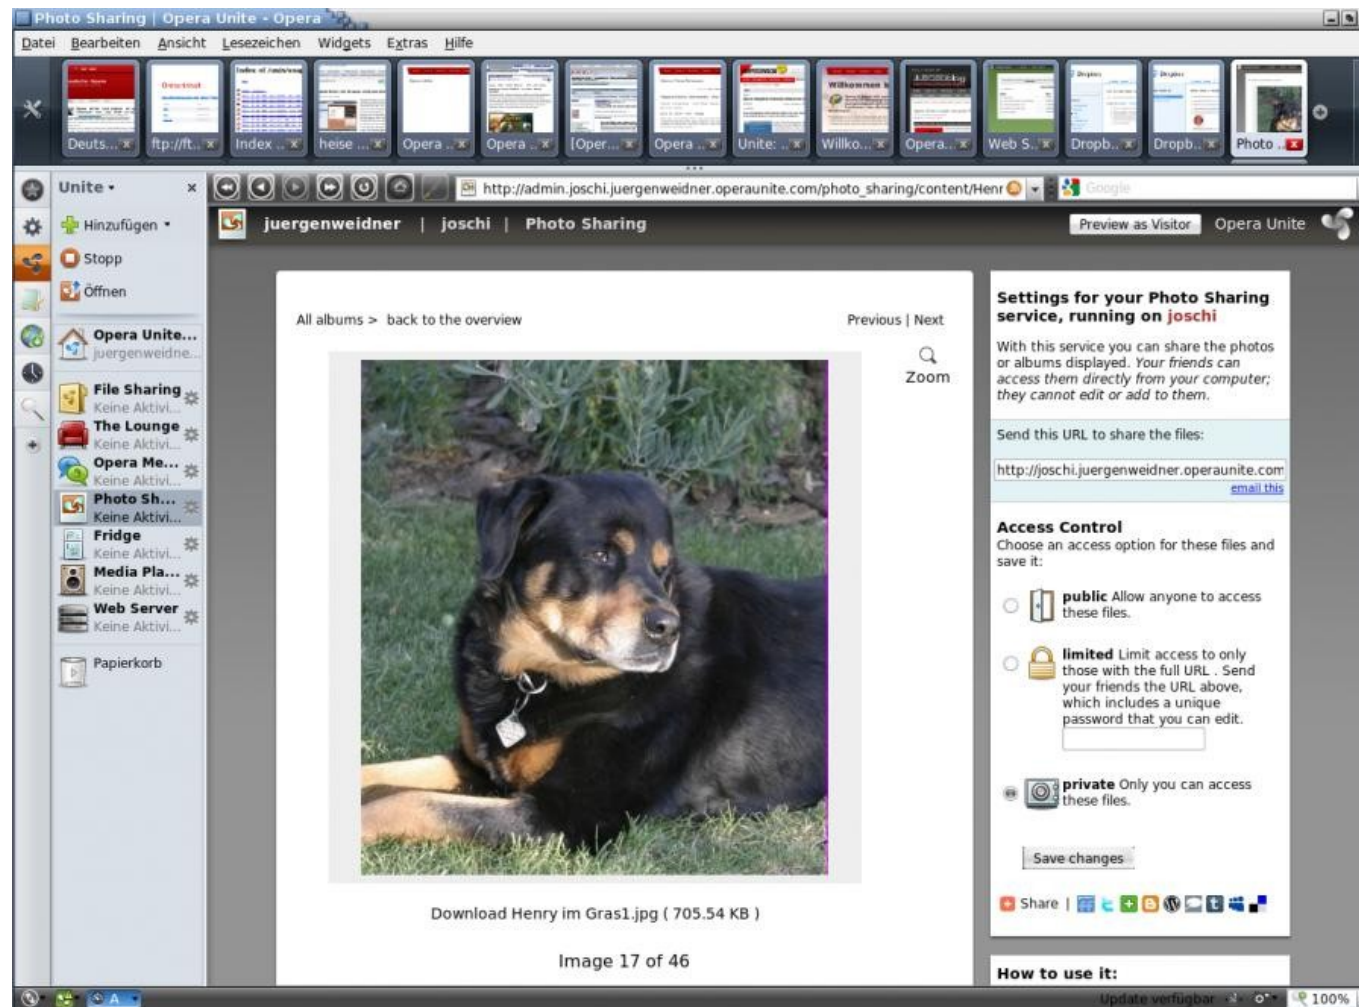 Photo Sharing | Opera Unite - Opera
Datei Bearbeiten Ansicht Lesezeichen Widgets Extras Hilfe
Deuts... ftp://ft... Index ... heise ... Opera ... Opera ... [Oper... Opera ... Unite: ... Willko... Opera... Web S... Dropb... Dropb... Photo ...
Unite
http://admin.joschi.juergenweidner.operaunite.com/photo_sharing/content/Henr
Google
Hinzufügen
Stopp
Öffnen
Opera Unite...
juergenweidne...
File Sharing
Keine Aktivi...
The Lounge
Keine Aktivi...
Opera Me...
Keine Aktivi...
Photo Sh...
Keine Aktivi...
Fridge
Keine Aktivi...
Media Pla...
Keine Aktivi...
Web Server
Keine Aktivi...
Papierkorb
juergenweidner | joschi | Photo Sharing
Preview as Visitor
Opera Unite
All albums > back to the overview
Previous | Next
Zoom
Download Henry im Gras1.jpg ( 705.54 KB )
Image 17 of 46
Settings for your Photo Sharing
service, running on joschi
With this service you can share the photos
or albums displayed. Your friends can
access them directly from your computer;
they cannot edit or add to them.
Send this URL to share the files:
http://joschi.juergenweidner.operaunite.com
email this
Access Control
Choose an access option for these files and
save it:
public Allow anyone to access
these files.
limited Limit access to only
those with the full URL . Send
your friends the URL above,
which includes a unique
password that you can edit.
private Only you can access
these files.
Save changes
Share |
How to use it:
A
Update verfügbar
100%